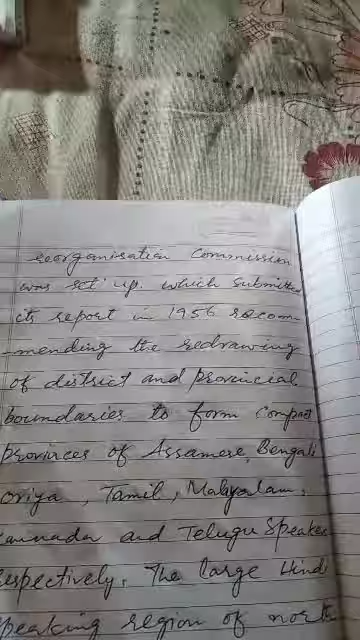 reorganisation Commission
was set up. which submitted
its report in 1956 recom
-mending the redrawing
of district and provincial
boundaries to form compact
provinces of Assamese, Bengali
oriya, Tamil, Malyalam,
Kannada and Telugu Speaker
respectively. The large Hindi
speaking region of north